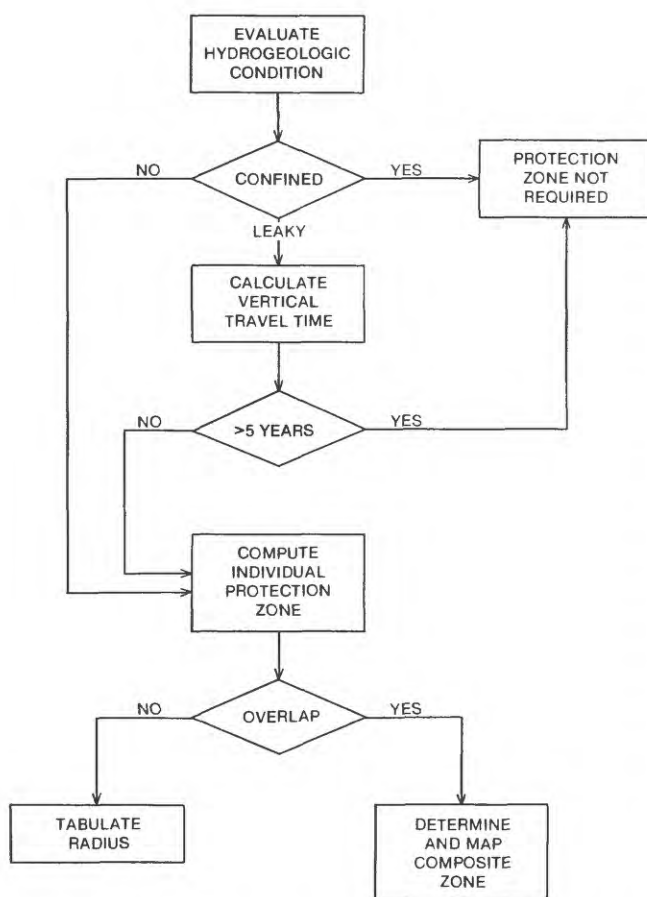 EVALUATE
HYDROGEOLOGIC
CONDITION
NO
CONFINED
YES
PROTECTION
ZONE NOT
REQUIRED
LEAKY
CALCULATE
VERTICAL
TRAVEL TIME
NO
>5 YEARS
YES
COMPUTE
INDIVIDUAL
PROTECTION
ZONE
NO
OVERLAP
YES
TABULATE
RADIUS
DETERMINE
AND MAP
COMPOSITE
ZONE